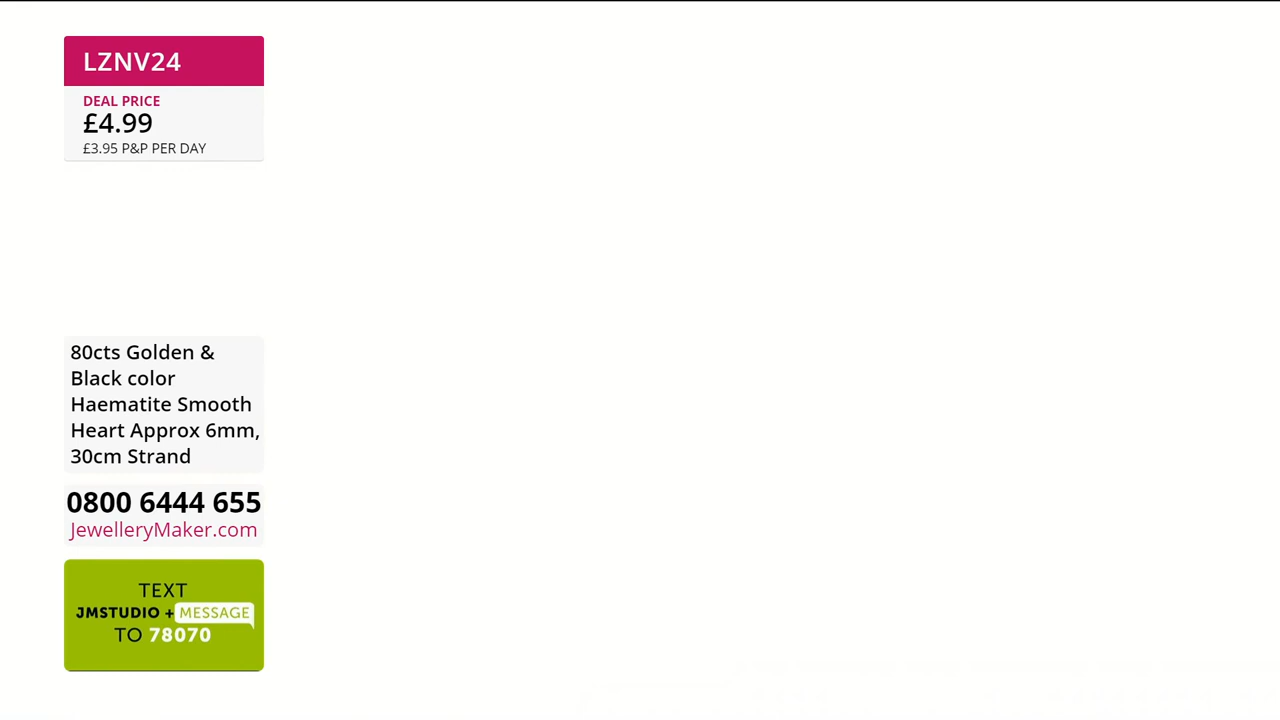 LZNV24
DEAL PRICE
£4.99
£3.95 P&P PER DAY
80cts Golden &
Black color
Haematite Smooth
Heart Approx 6mm,
30cm Strand
0800 6444 655
JewelleryMaker.com
TEXT
JMSTUDIO + MESSAGE
TO 78070